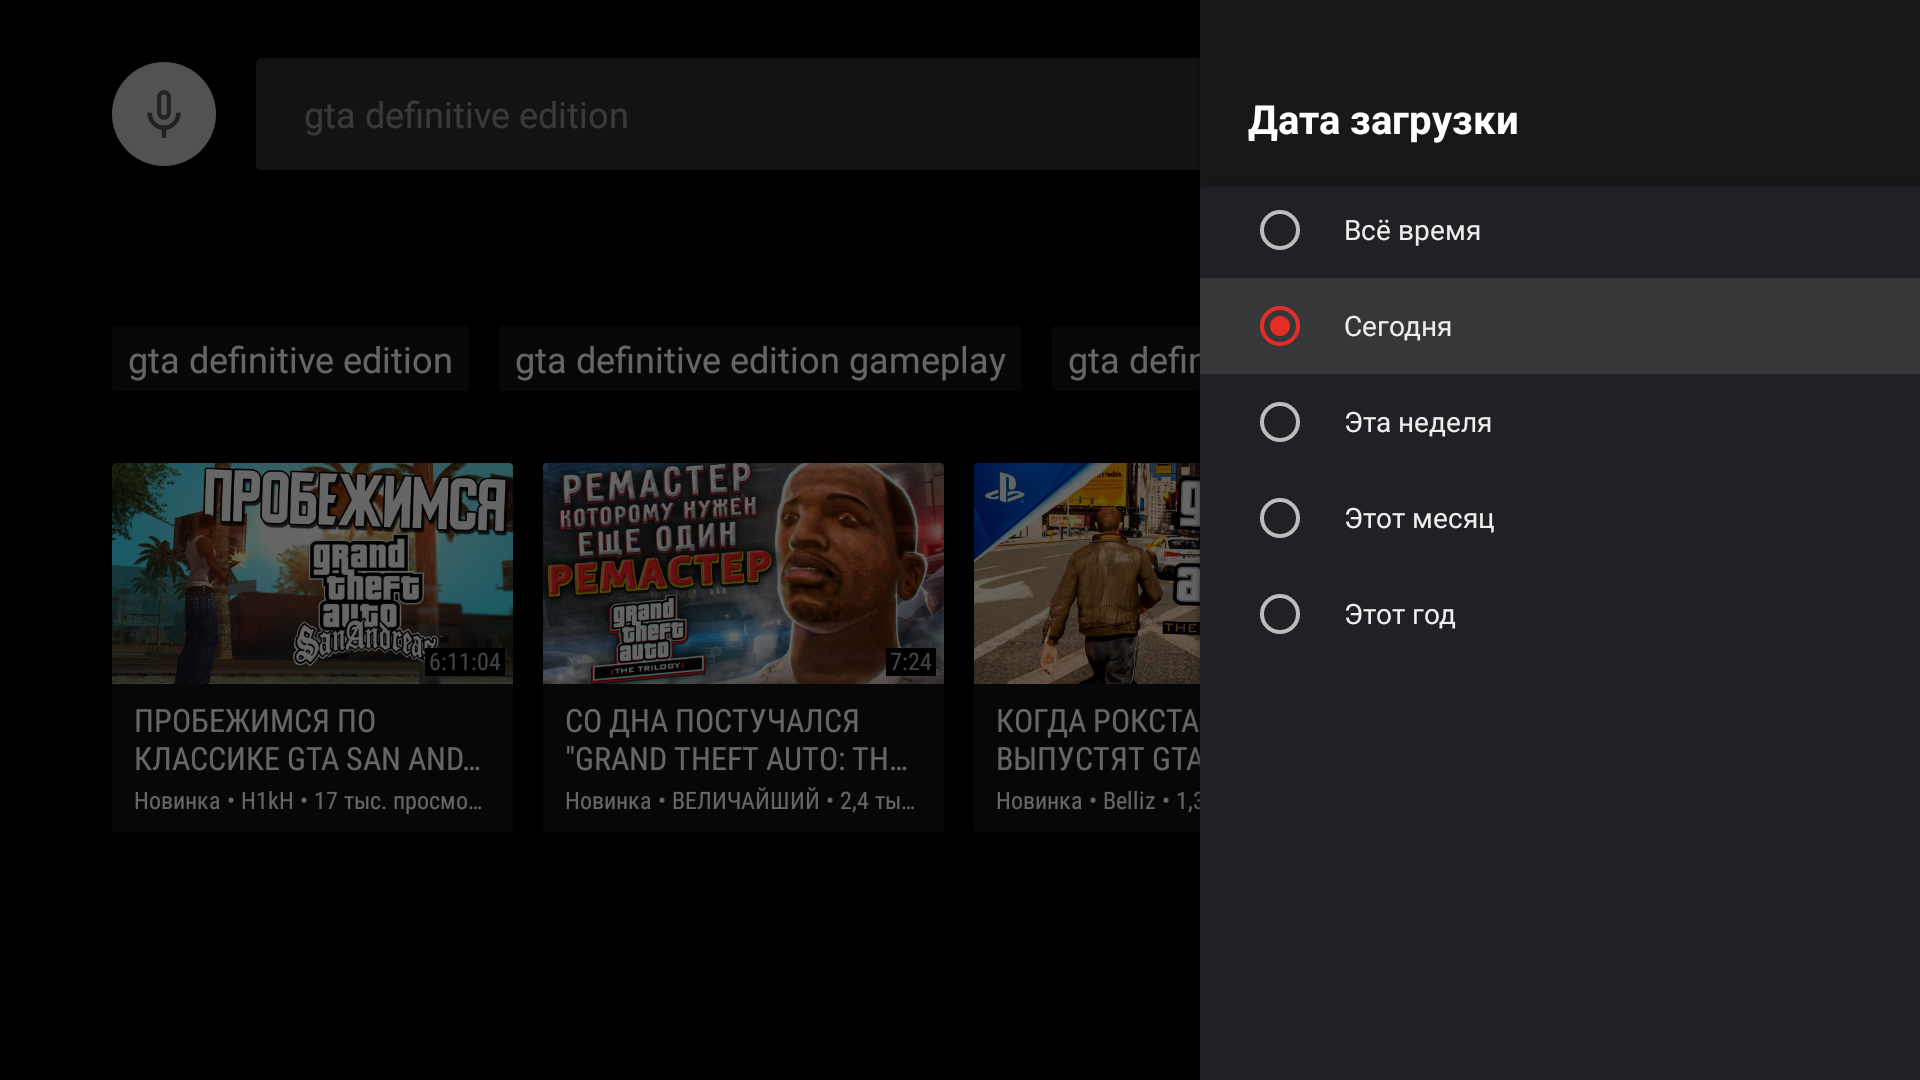 gta definitive edition
Дата загрузки
Всё время
Сегодня
Эта неделя
Этот месяц
Этот год
gta definitive edition
gta definitive edition gameplay
gta defin
ПРОБЕЖИМСЯ
grand
theft
auto
San Andreas
6:11:04
РЕМАСТЕР
КОТОРОМУ НУЖЕН
ЕЩЕ ОДИН
РЕМАСТЕР
grand
theft
auto
THE TRILOGY
7:24
THE
ПРОБЕЖИМСЯ ПО
КЛАССИКЕ GTA SAN AND...
Новинка • H1kH • 17 тыс. просмо...
СО ДНА ПОСТУЧАЛСЯ
"GRAND THEFT AUTO: TH...
Новинка • ВЕЛИЧАЙШИЙ • 2,4 ты...
КОГДА РОКСТА
ВЫПУСТЯТ GTA
Новинка • Belliz • 1,3